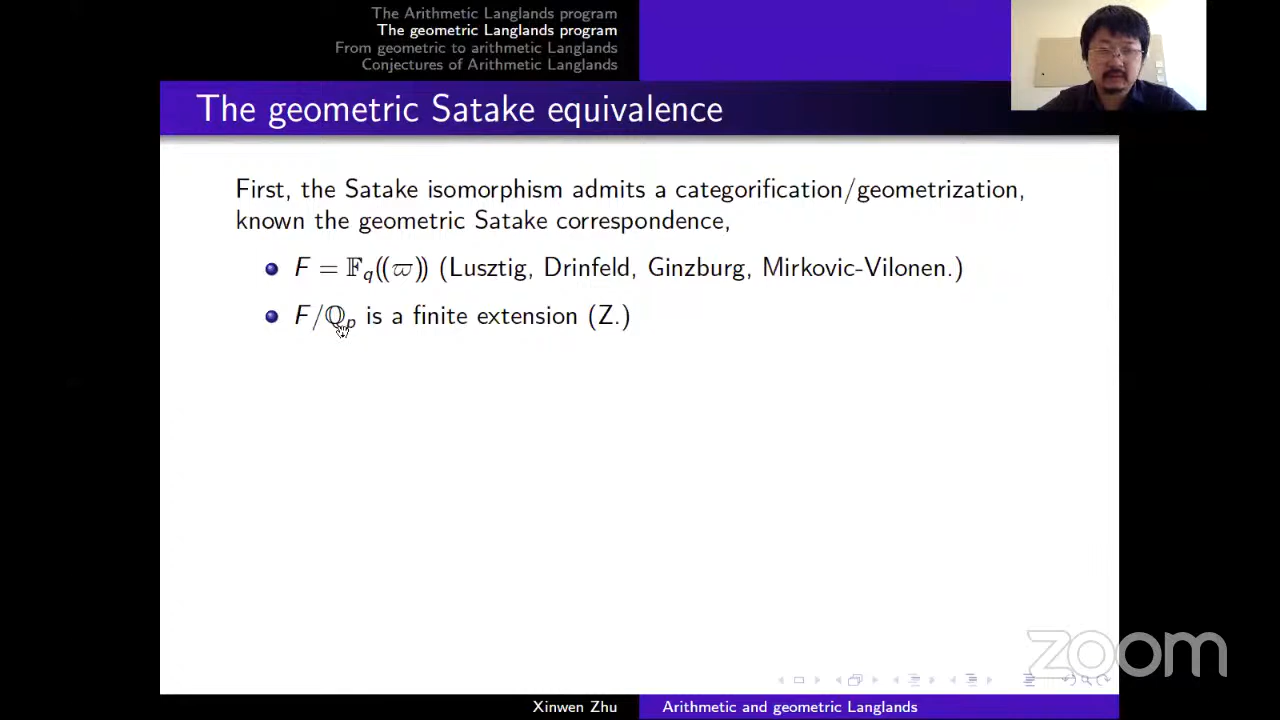 The Arithmetic Langlands program
The geometric Langlands program
From geometric to arithmetic Langlands
Conjectures of Arithmetic Langlands
The geometric Satake equivalence
First, the Satake isomorphism admits a categorification/geometrization,
known the geometric Satake correspondence,
F = 𝔽_q((ϖ)) (Lusztig, Drinfeld, Ginzburg, Mirkovic-Vilonen.)
F/ℚ_p is a finite extension (Z.)
zoom
Xinwen Zhu
Arithmetic and geometric Langlands